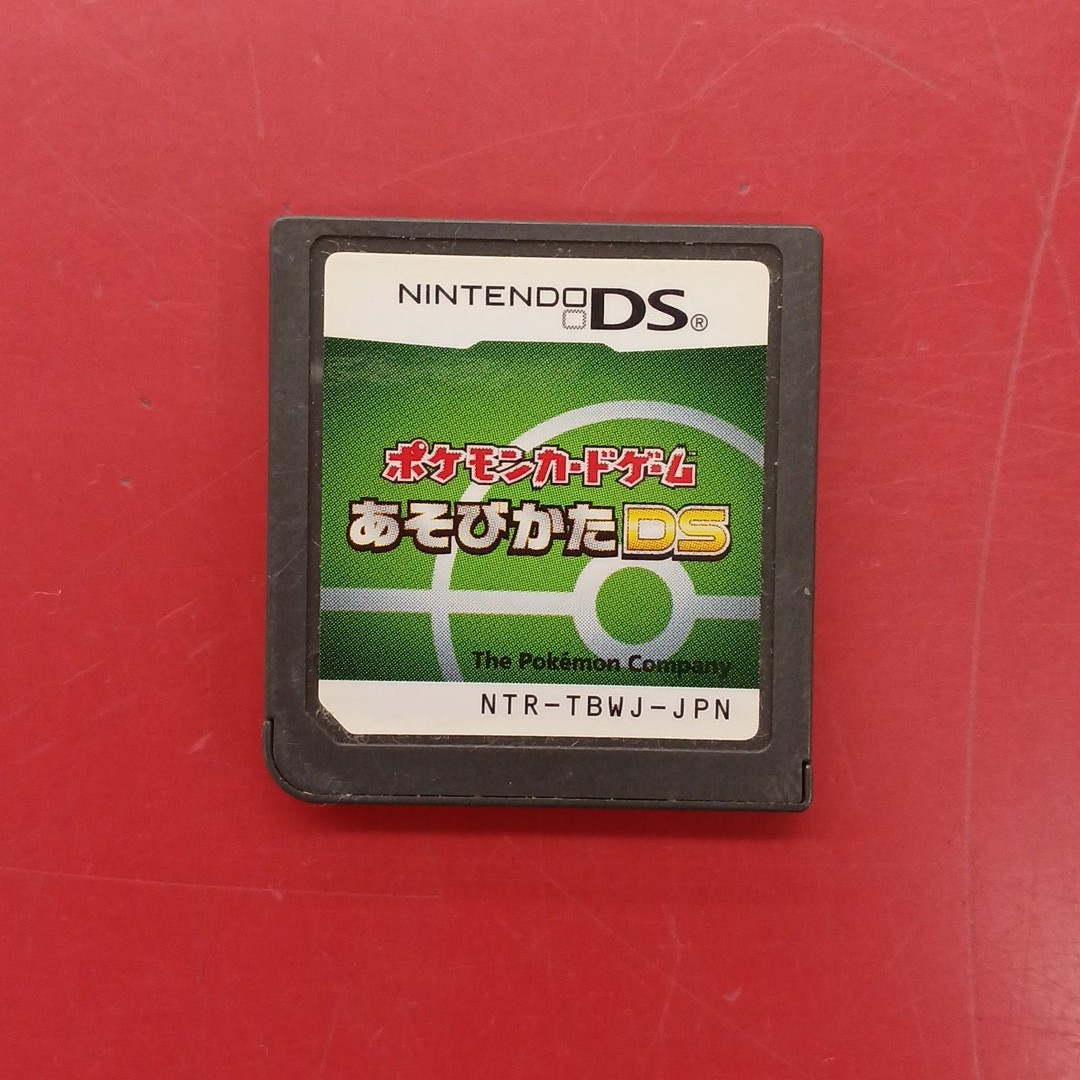 NINTENDO DS®
ポケモンカードゲーム
あそびかたDS
The Pokémon Company
NTR-TBWJ-JPN